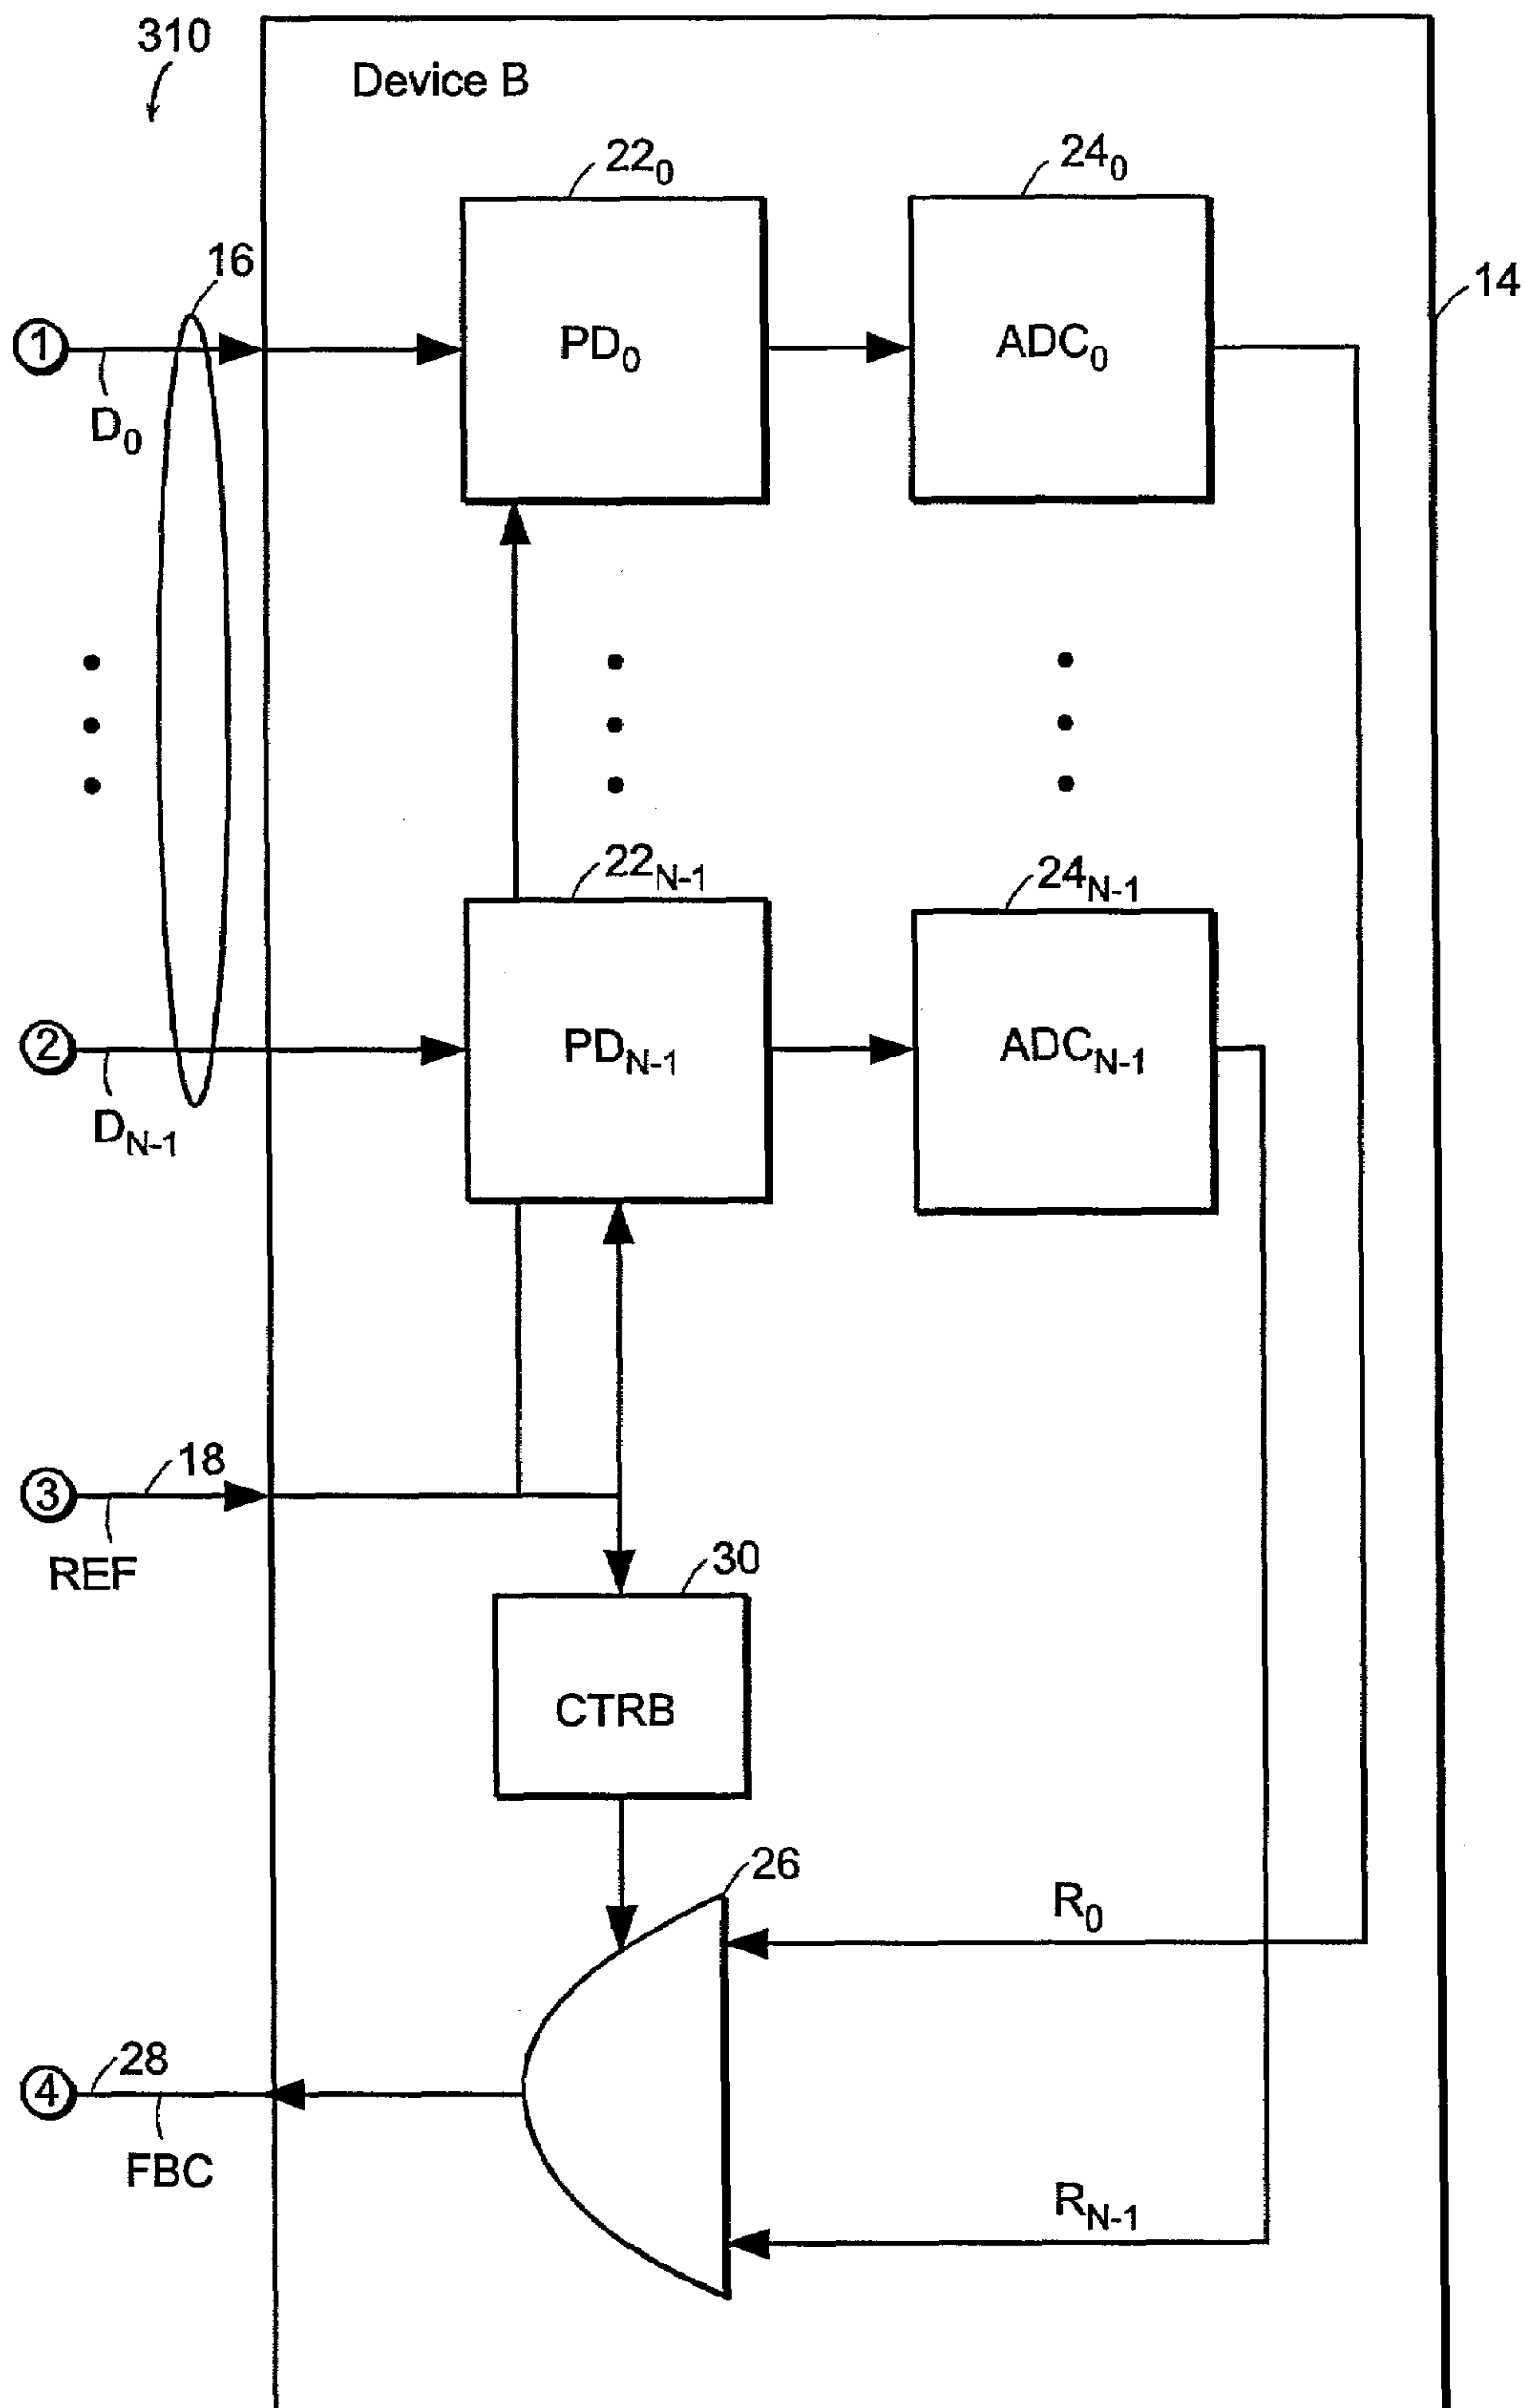 310
Device B
22₀
24₀
16
14
①
PD₀
ADC₀
D₀
22N-1
24N-1
②
PDN-1
ADCN-1
DN-1
18
③
REF
30
CTRB
26
R₀
28
④
FBC
RN-1